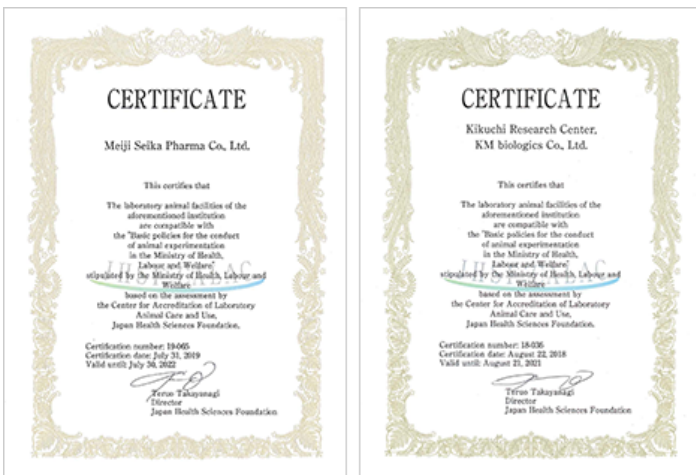 CERTIFICATE
Meiji Seika Pharma Co., Ltd.
This certifies that
The laboratory animal facilities of the
aforementioned institution
are compatible with
the "Basic policies for the conduct
of animal experimentation
in the Ministry of Health,
Labour and Welfare"
stipulated by the Ministry of Health, Labour and
Welfare
based on the assessment by
the Center for Accreditation of Laboratory
Animal Care and Use,
Japan Health Sciences Foundation.
Certification number: 19-065
Certification date: July 31, 2019
Valid until: July 30, 2022
Teruo Takayanagi
Director
Japan Health Sciences Foundation
CERTIFICATE
Kikuchi Research Center,
KM biologics Co., Ltd.
This certifies that
The laboratory animal facilities of the
aforementioned institution
are compatible with
the "Basic policies for the conduct
of animal experimentation
in the Ministry of Health,
Labour and Welfare"
stipulated by the Ministry of Health, Labour and
Welfare
based on the assessment by
the Center for Accreditation of Laboratory
Animal Care and Use,
Japan Health Sciences Foundation.
Certification number: 18-036
Certification date: August 22, 2018
Valid until: August 21, 2021
Teruo Takayanagi
Director
Japan Health Sciences Foundation